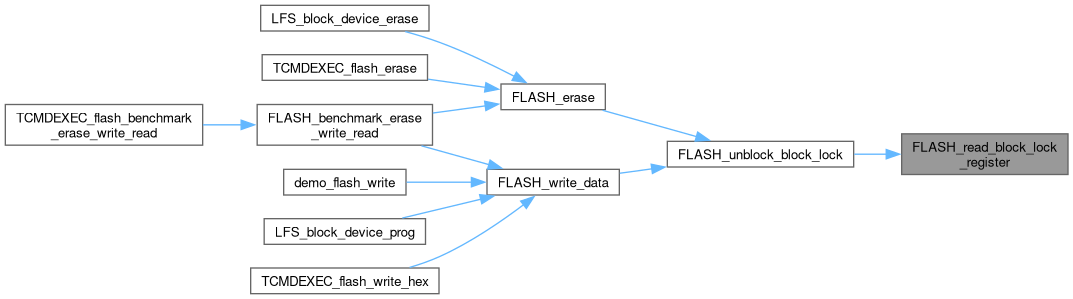 LFS_block_device_erase
TCMDEXEC_flash_erase
FLASH_erase
TCMDEXEC_flash_benchmark
_erase_write_read
FLASH_benchmark_erase
_write_read
FLASH_read_block_lock
_register
FLASH_unblock_block_lock
demo_flash_write
FLASH_write_data
LFS_block_device_prog
TCMDEXEC_flash_write_hex